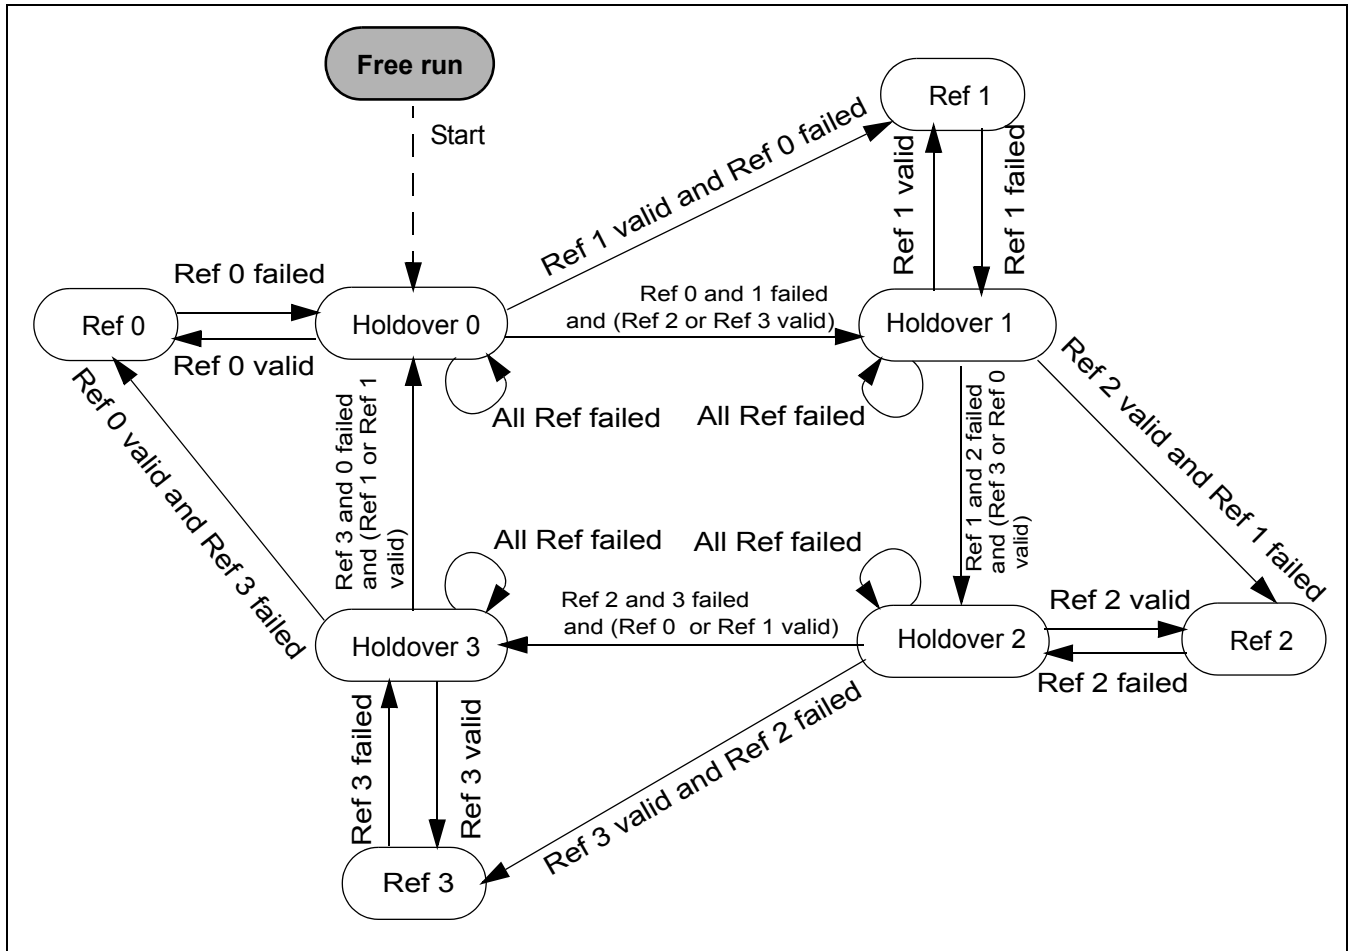 Free run
Start
Ref 1
Ref 1 valid and Ref 0 failed
Ref 1 valid
Ref 1 failed
Ref 0 failed
Ref 0
Ref 0 valid
Holdover 0
Ref 0 and 1 failed
and (Ref 2 or Ref 3 valid)
Holdover 1
All Ref failed
All Ref failed
Ref 2 valid and Ref 1 failed
Ref 0 valid and Ref 3 failed
Ref 3 and 0 failed
and (Ref 1 or Ref 1
valid)
Ref 1 and 2 failed
and (Ref 3 or Ref 0
valid)
All Ref failed
All Ref failed
Ref 2 and 3 failed
and (Ref 0  or Ref 1 valid)
Holdover 3
Holdover 2
Ref 2 valid
Ref 2
Ref 2 failed
Ref 3 failed
Ref 3 valid
Ref 3 valid and Ref 2 failed
Ref 3